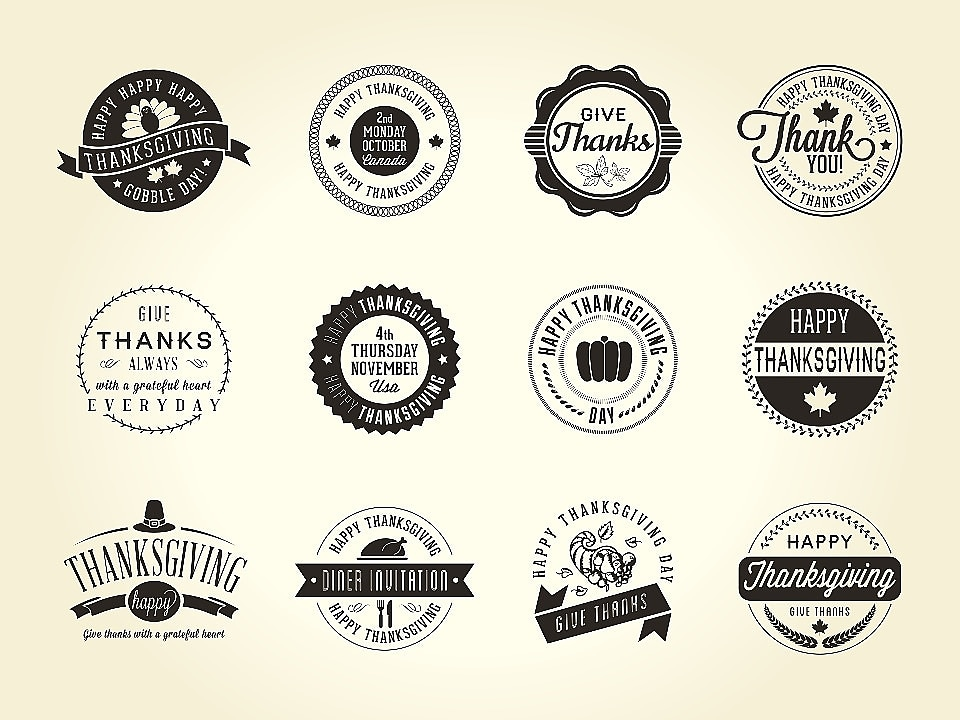 HAPPY HAPPY HAPPY
THANKSGIVING
GOBBLE DAY!
HAPPY THANKSGIVING
2nd
MONDAY
OCTOBER
Canada
HAPPY THANKSGIVING
GIVE
Thanks
HAPPY THANKSGIVING DAY
Thank
YOU!
HAPPY THANKSGIVING DAY
GIVE
THANKS
ALWAYS
with a grateful heart
EVERYDAY
HAPPY THANKSGIVING
4th
THURSDAY
NOVEMBER
Usa
HAPPY THANKSGIVING
HAPPY THANKSGIVING
DAY
HAPPY
THANKSGIVING
THANKSGIVING
happy
Give thanks with a grateful heart
HAPPY THANKSGIVING
DINER INVITATION
HAPPY THANKSGIVING
HAPPY THANKSGIVING DAY
GIVE THANKS
HAPPY
Thanksgiving
GIVE THANKS